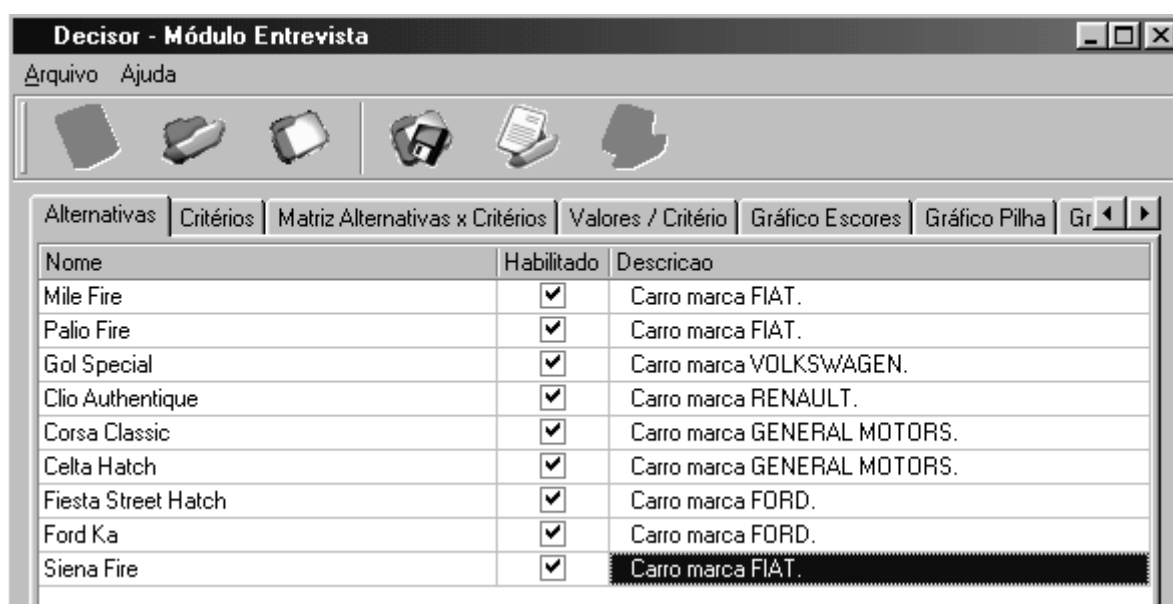 Decisor - Módulo Entrevista
Arquivo Ajuda
Alternativas Critérios Matriz Alternativas x Critérios Valores / Critério Gráfico Escores Gráfico Pilha Gr
Nome Habilitado Descricao
Mile Fire Carro marca FIAT.
Palio Fire Carro marca FIAT.
Gol Special Carro marca VOLKSWAGEN.
Clio Authentique Carro marca RENAULT.
Corsa Classic Carro marca GENERAL MOTORS.
Celta Hatch Carro marca GENERAL MOTORS.
Fiesta Street Hatch Carro marca FORD.
Ford Ka Carro marca FORD.
Siena Fire Carro marca FIAT.